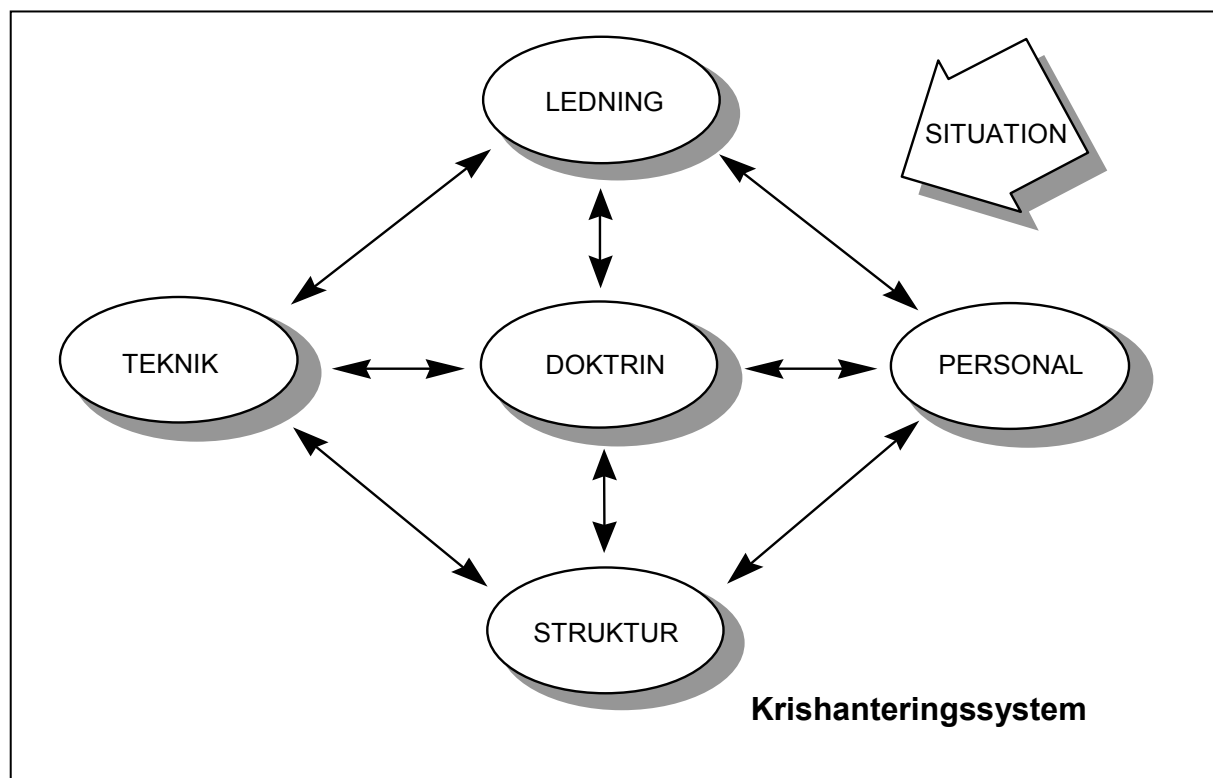 LEDNING
SITUATION
TEKNIK
DOKTRIN
PERSONAL
STRUKTUR
Krishanteringssystem